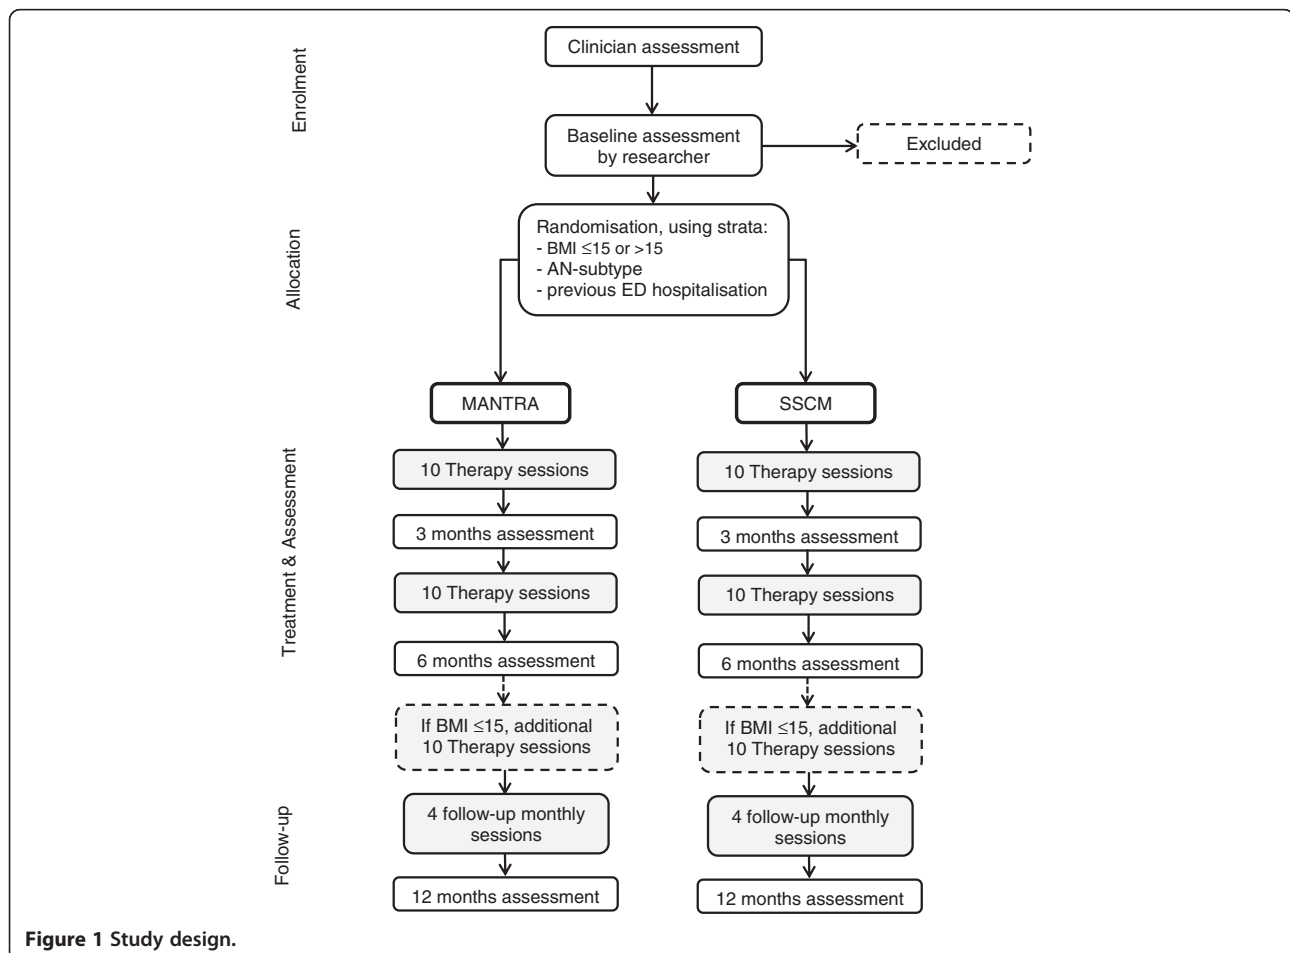 Enrolment
Clinician assessment
Baseline assessment
by researcher
Excluded
Allocation
Randomisation, using strata:
- BMI ≤15 or >15
- AN-subtype
- previous ED hospitalisation
MANTRA
SSCM
Treatment & Assessment
10 Therapy sessions
10 Therapy sessions
3 months assessment
3 months assessment
10 Therapy sessions
10 Therapy sessions
6 months assessment
6 months assessment
If BMI ≤15, additional
10 Therapy sessions
If BMI ≤15, additional
10 Therapy sessions
Follow-up
4 follow-up monthly
sessions
4 follow-up monthly
sessions
12 months assessment
12 months assessment
Figure 1 Study design.